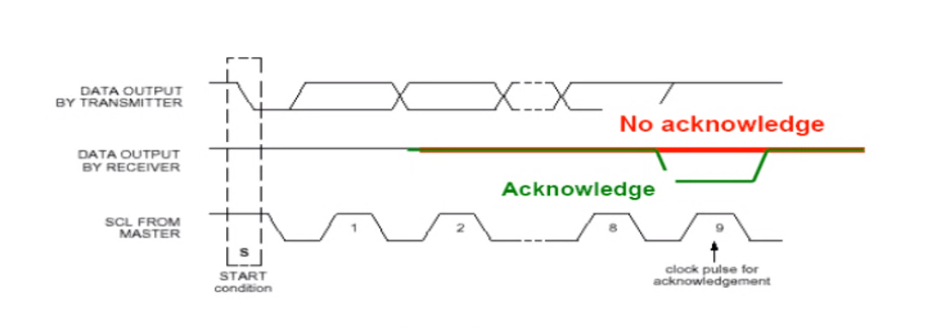 DATA OUTPUT
BY TRANSMITTER
No acknowledge
DATA OUTPUT
BY RECEIVER
Acknowledge
SCL FROM
MASTER
1
2
8
9
S
START
condition
clock pulse for
acknowledgement